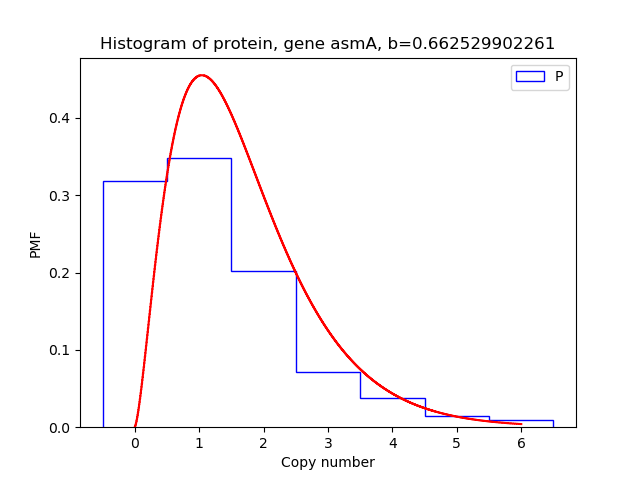 Histogram of protein, gene asmA, b=0.662529902261
P
0.4
0.3
0.2
0.1
0.0
PMF
0 1 2 3 4 5 6
Copy number